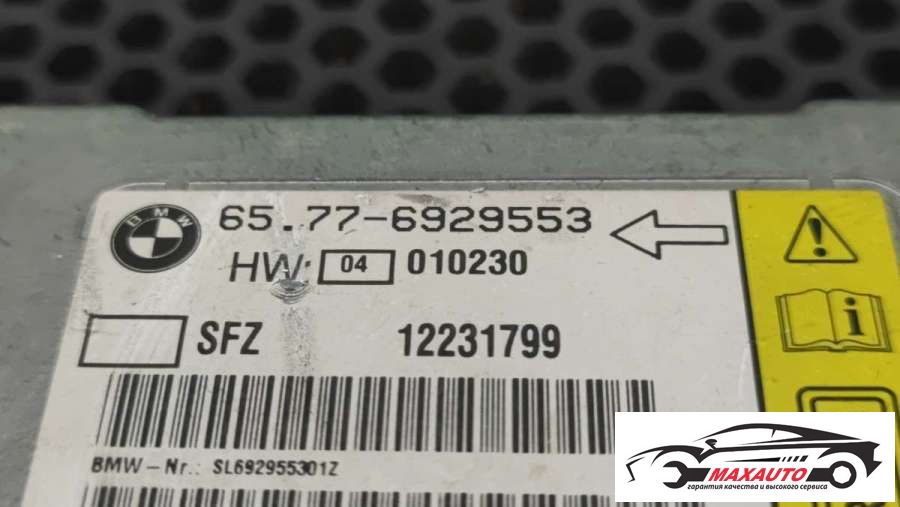 BMW
65.77-6929553
HW: 04 010230
SFZ 12231799
BMW-Nr.: SL692955301Z
MAXAUTO
гарантия качества и высокого сервиса